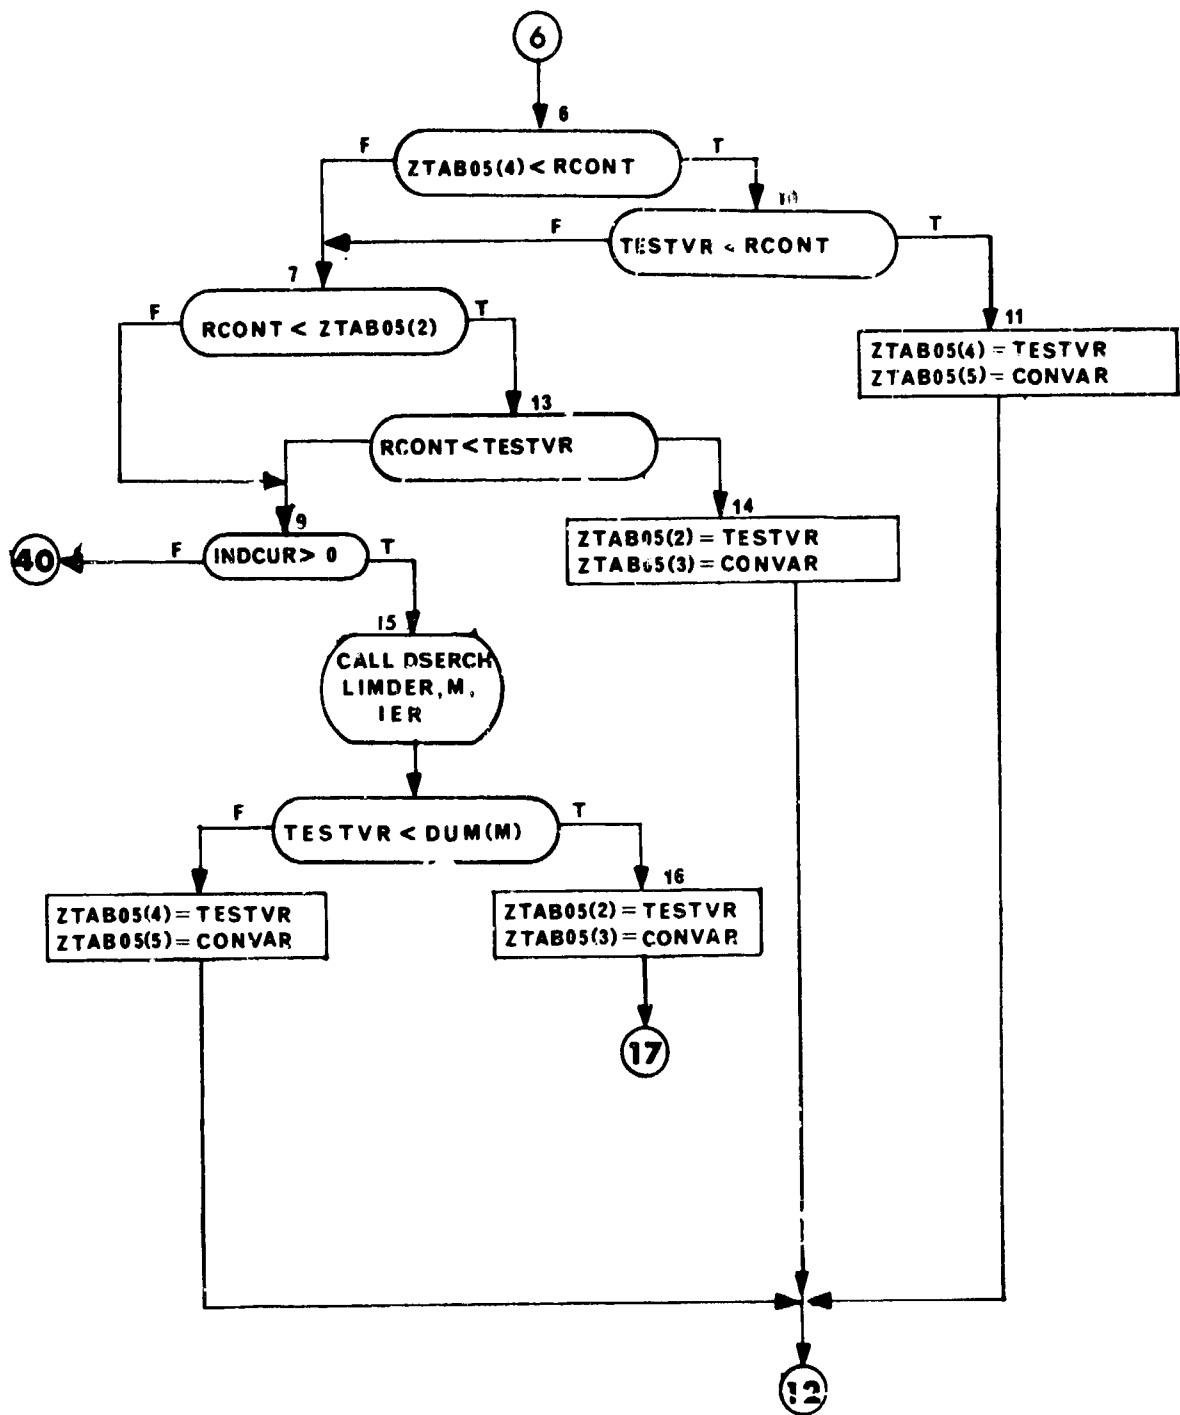 6
6
F
ZTAB05(4) < RCONT
T
10
F
TESTVR < RCONT
T
7
F
RCONT < ZTAB05(2)
T
11
ZTAB05(4) = TESTVR
ZTAB05(5) = CONVAR
13
RCONT < TESTVR
14
ZTAB05(2) = TESTVR
ZTAB05(3) = CONVAR
9
40
F
INDCUR > 0
T
15
CALL DSERCH
LIMDER, M,
IER
F
TESTVR < DUM(M)
T
ZTAB05(4) = TESTVR
ZTAB05(5) = CONVAR
16
ZTAB05(2) = TESTVR
ZTAB05(3) = CONVAR
17
12